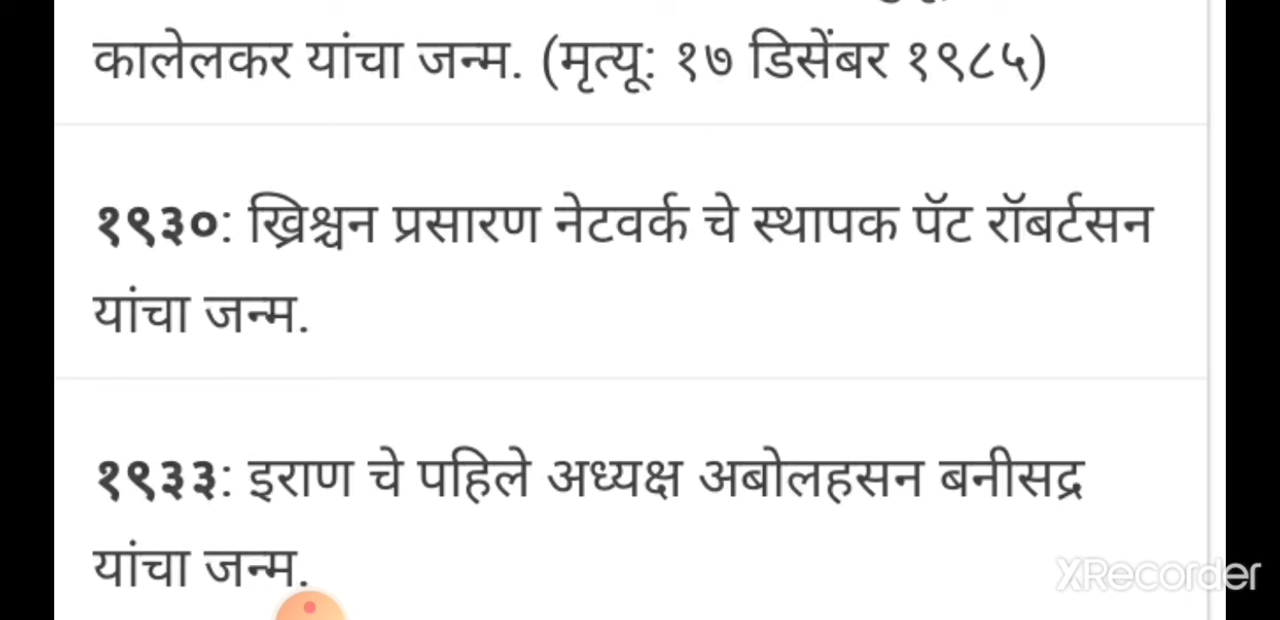 कालेलकर यांचा जन्म. (मृत्यू: १७ डिसेंबर १९८५)
१९३०: ख्रिश्चन प्रसारण नेटवर्क चे स्थापक पॅट रॉबर्टसन
यांचा जन्म.
१९३३: इराण चे पहिले अध्यक्ष अबोलहसन बनीसद्र
यांचा जन्म.
XRecorder